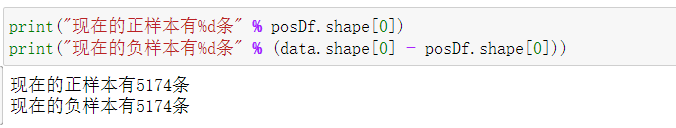 print("现在的正样本有%d条" % posDf.shape[0])
print("现在的负样本有%d条" % (data.shape[0] - posDf.shape[0]))
现在的正样本有5174条
现在的负样本有5174条